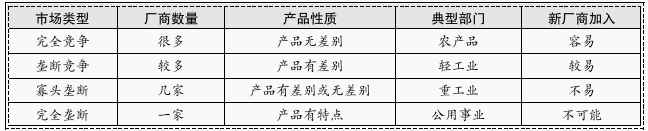 市场类型 厂商数量 产品性质 典型部门 新厂商加入
完全竞争 很多 产品无差别 农产品 容易
垄断竞争 较多 产品有差别 轻工业 较易
寡头垄断 几家 产品有差别或无差别 重工业 不易
完全垄断 一家 产品有特点 公用事业 不可能